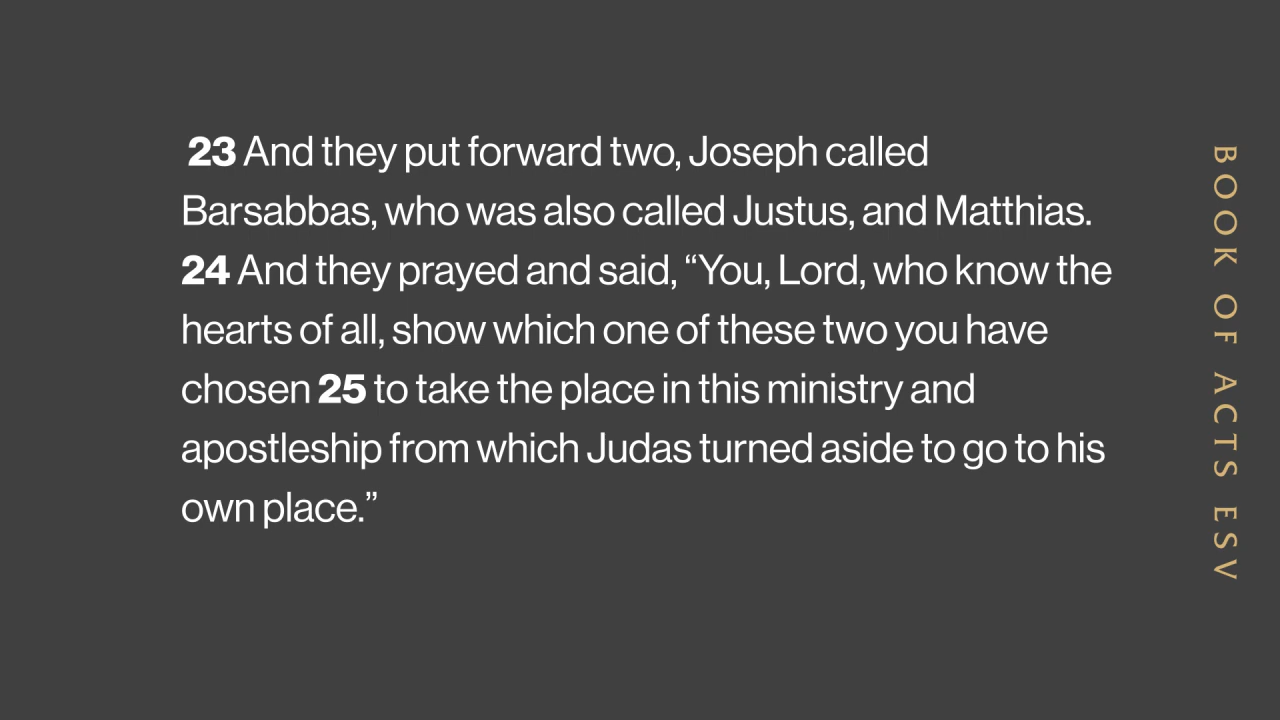 23 And they put forward two, Joseph called
Barsabbas, who was also called Justus, and Matthias.
24 And they prayed and said, “You, Lord, who know the
hearts of all, show which one of these two you have
chosen 25 to take the place in this ministry and
apostleship from which Judas turned aside to go to his
own place.”
BOOK OF ACTS ESV